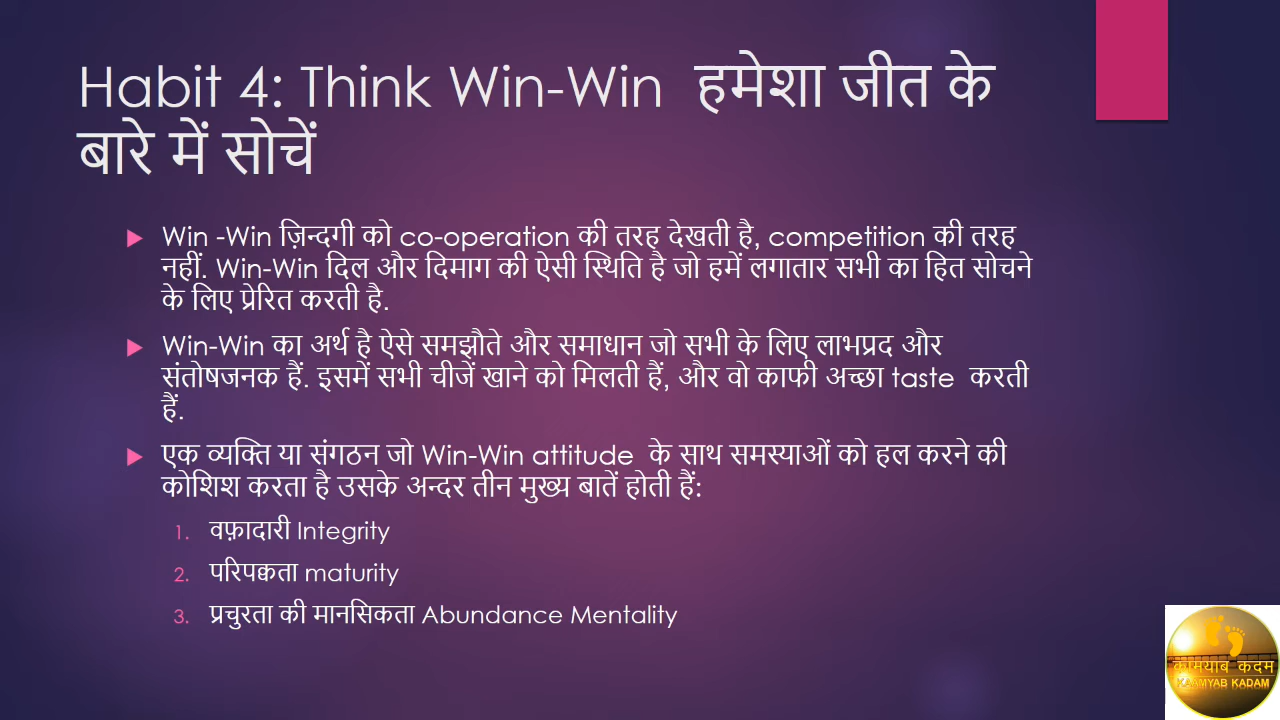 Habit 4: Think Win-Win हमेशा जीत के
बारे में सोचें
Win -Win ज़िन्दगी को co-operation की तरह देखती है, competition की तरह
नहीं. Win-Win दिल और दिमाग की ऐसी स्थिति है जो हमें लगातार सभी का हित सोचने
के लिए प्रेरित करती है.
Win-Win का अर्थ है ऐसे समझौते और समाधान जो सभी के लिए लाभप्रद और
संतोषजनक हैं. इसमें सभी चीजें खाने को मिलती हैं, और वो काफी अच्छा taste करती
हैं.
एक व्यक्ति या संगठन जो Win-Win attitude के साथ समस्याओं को हल करने की
कोशिश करता है उसके अन्दर तीन मुख्य बातें होती हैं:
1. वफ़ादारी Integrity
2. परिपक्वता maturity
3. प्रचुरता की मानसिकता Abundance Mentality
कामयाब कदम
KAAMYAB KADAM